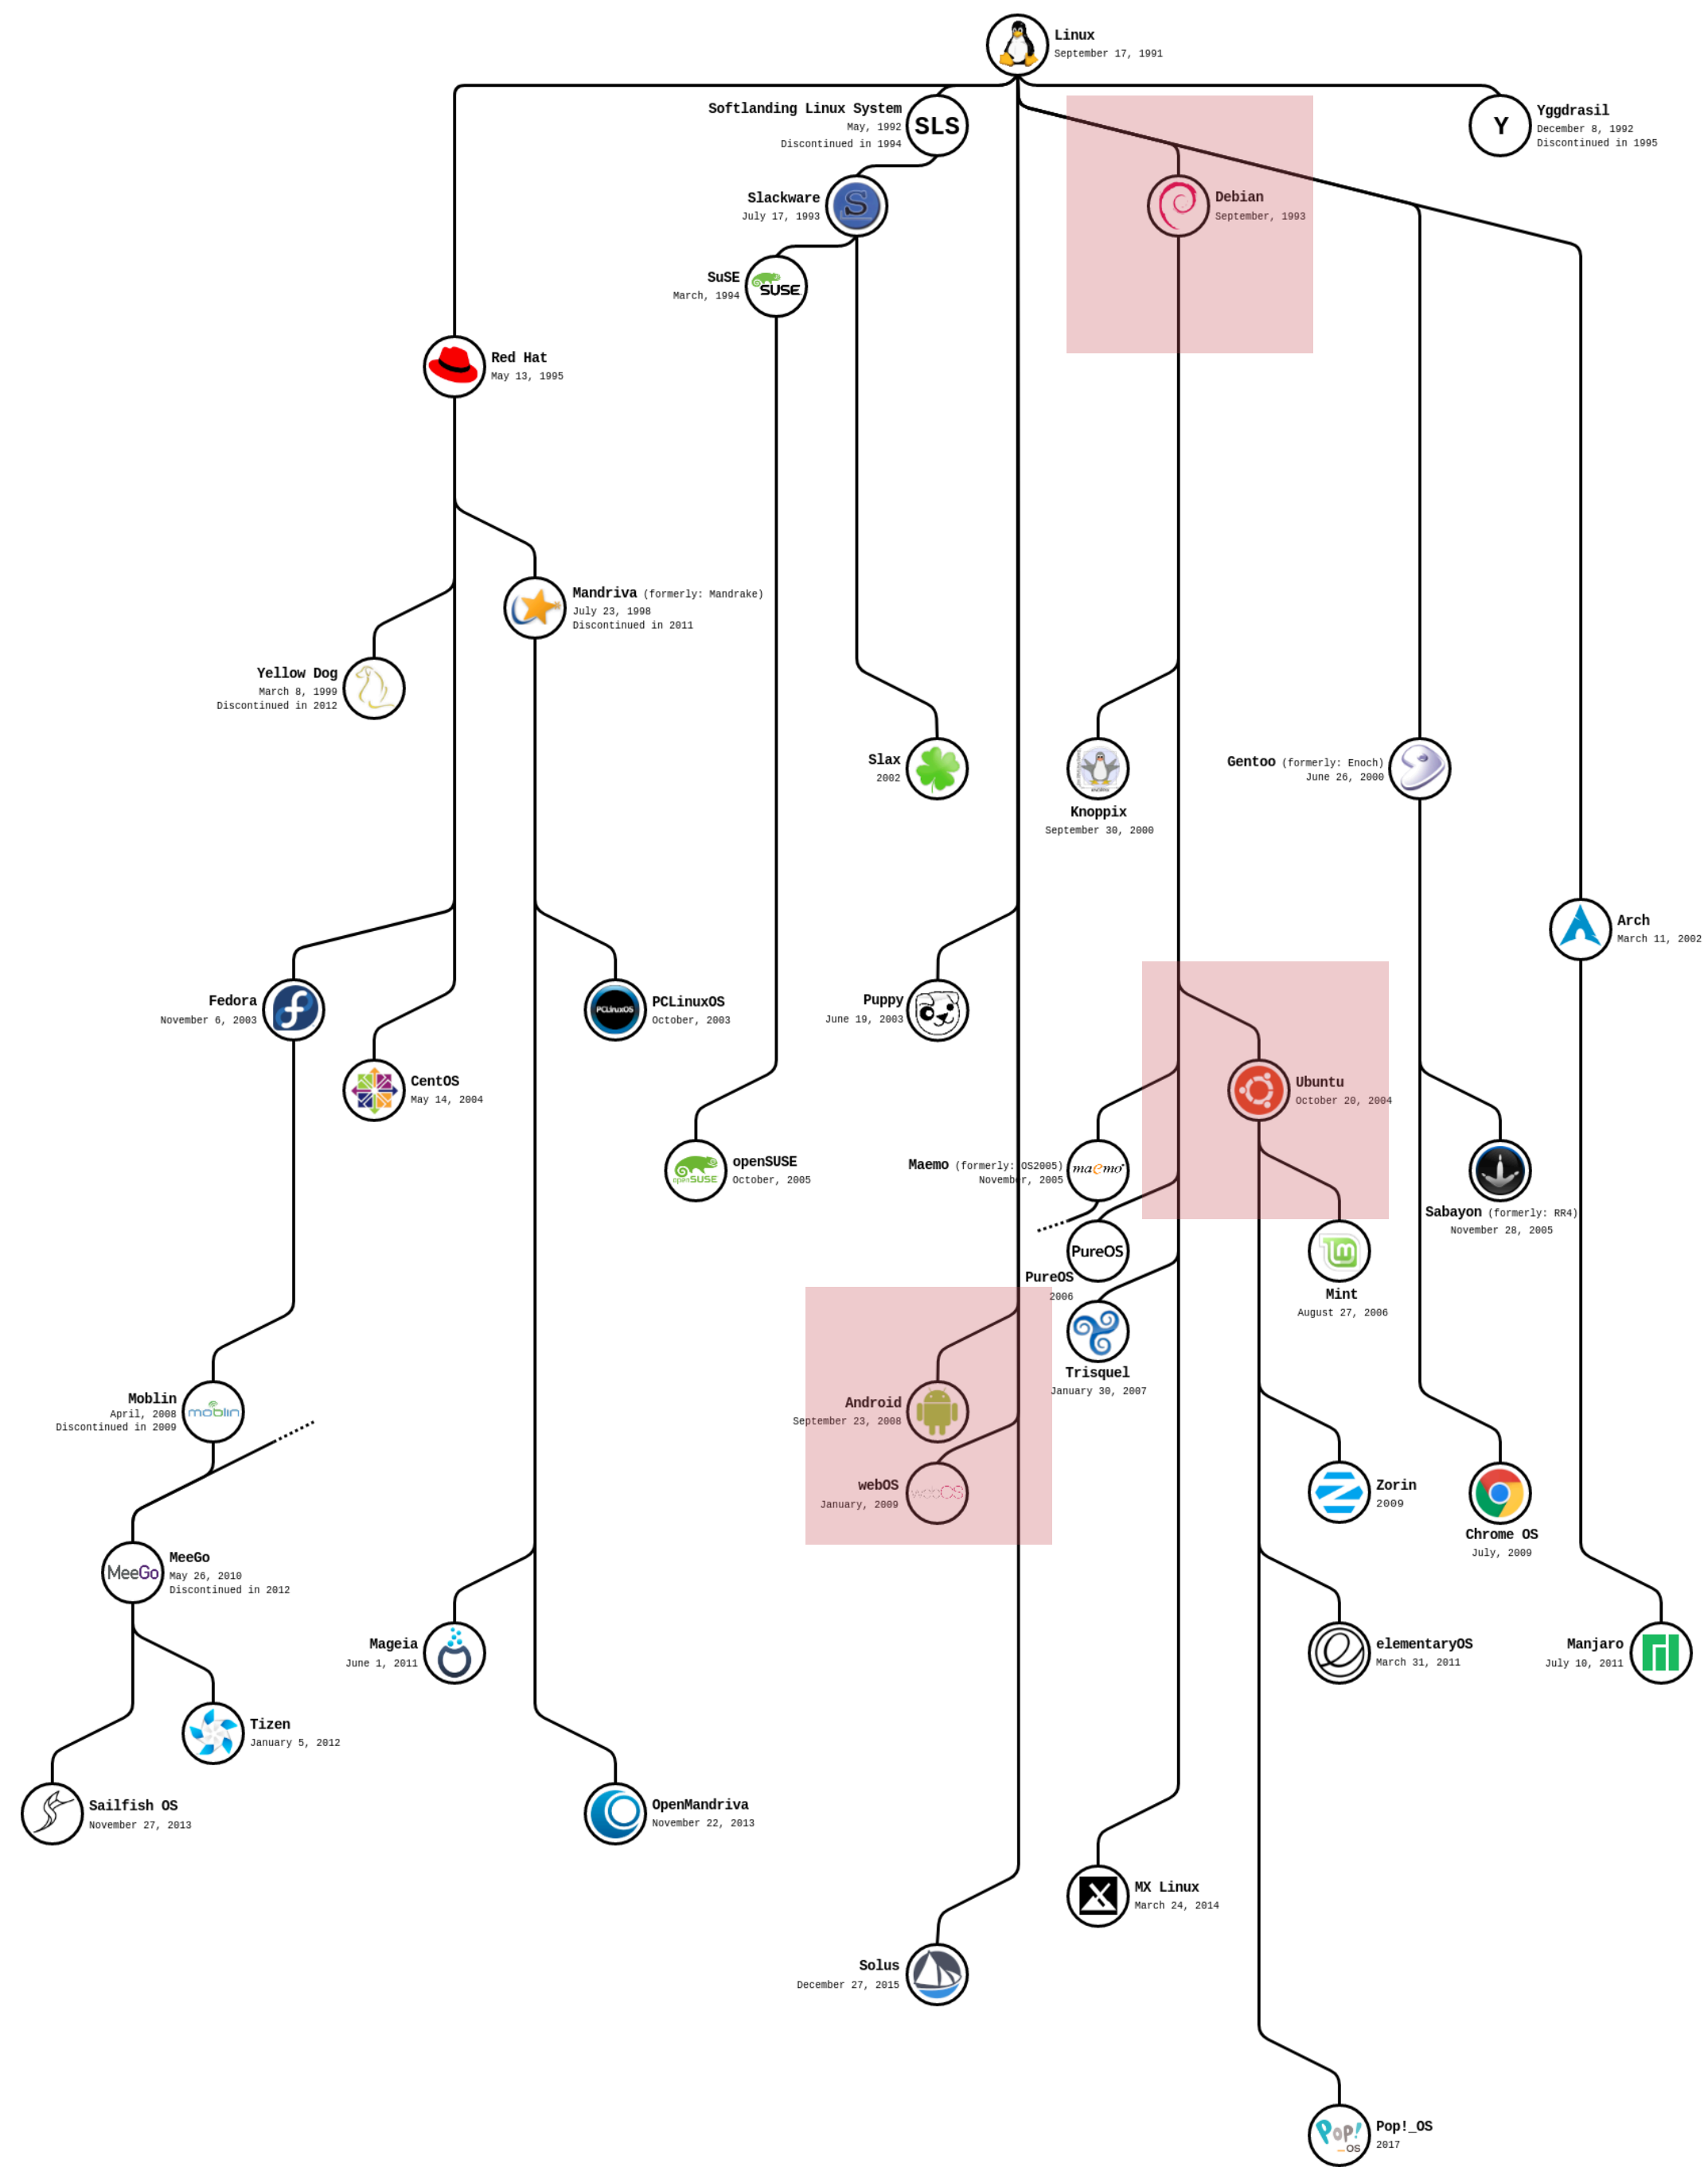 Linux
September 17, 1991
Softlanding Linux System
May, 1992
Discontinued in 1994
SLS
Y
Yggdrasil
December 8, 1992
Discontinued in 1995
Slackware
July 17, 1993
S
Debian
September, 1993
SuSE
March, 1994
SUSE
Red Hat
May 13, 1995
Mandriva (formerly: Mandrake)
July 23, 1998
Discontinued in 2011
Yellow Dog
March 8, 1999
Discontinued in 2012
Slax
2002
Knoppix
September 30, 2000
Gentoo (formerly: Enoch)
June 26, 2000
Arch
March 11, 2002
Fedora
November 6, 2003
PCLinuxOS
PCLinuxOS
October, 2003
Puppy
June 19, 2003
CentOS
May 14, 2004
Ubuntu
October 20, 2004
openSUSE
openSUSE
October, 2005
Maemo (formerly: OS2005)
November, 2005
maemo
Sabayon (formerly: RR4)
November 28, 2005
PureOS
PureOS
2006
Mint
August 27, 2006
Trisquel
January 30, 2007
Moblin
April, 2008
Discontinued in 2009
moblin
Android
September 23, 2008
webOS
January, 2009
webOS
Zorin
2009
Chrome OS
July, 2009
MeeGo
MeeGo
May 26, 2010
Discontinued in 2012
Mageia
June 1, 2011
elementaryOS
March 31, 2011
Manjaro
July 10, 2011
Tizen
January 5, 2012
Sailfish OS
November 27, 2013
OpenMandriva
November 22, 2013
MX Linux
March 24, 2014
Solus
December 27, 2015
Pop!_OS
2017
Pop!
_OS